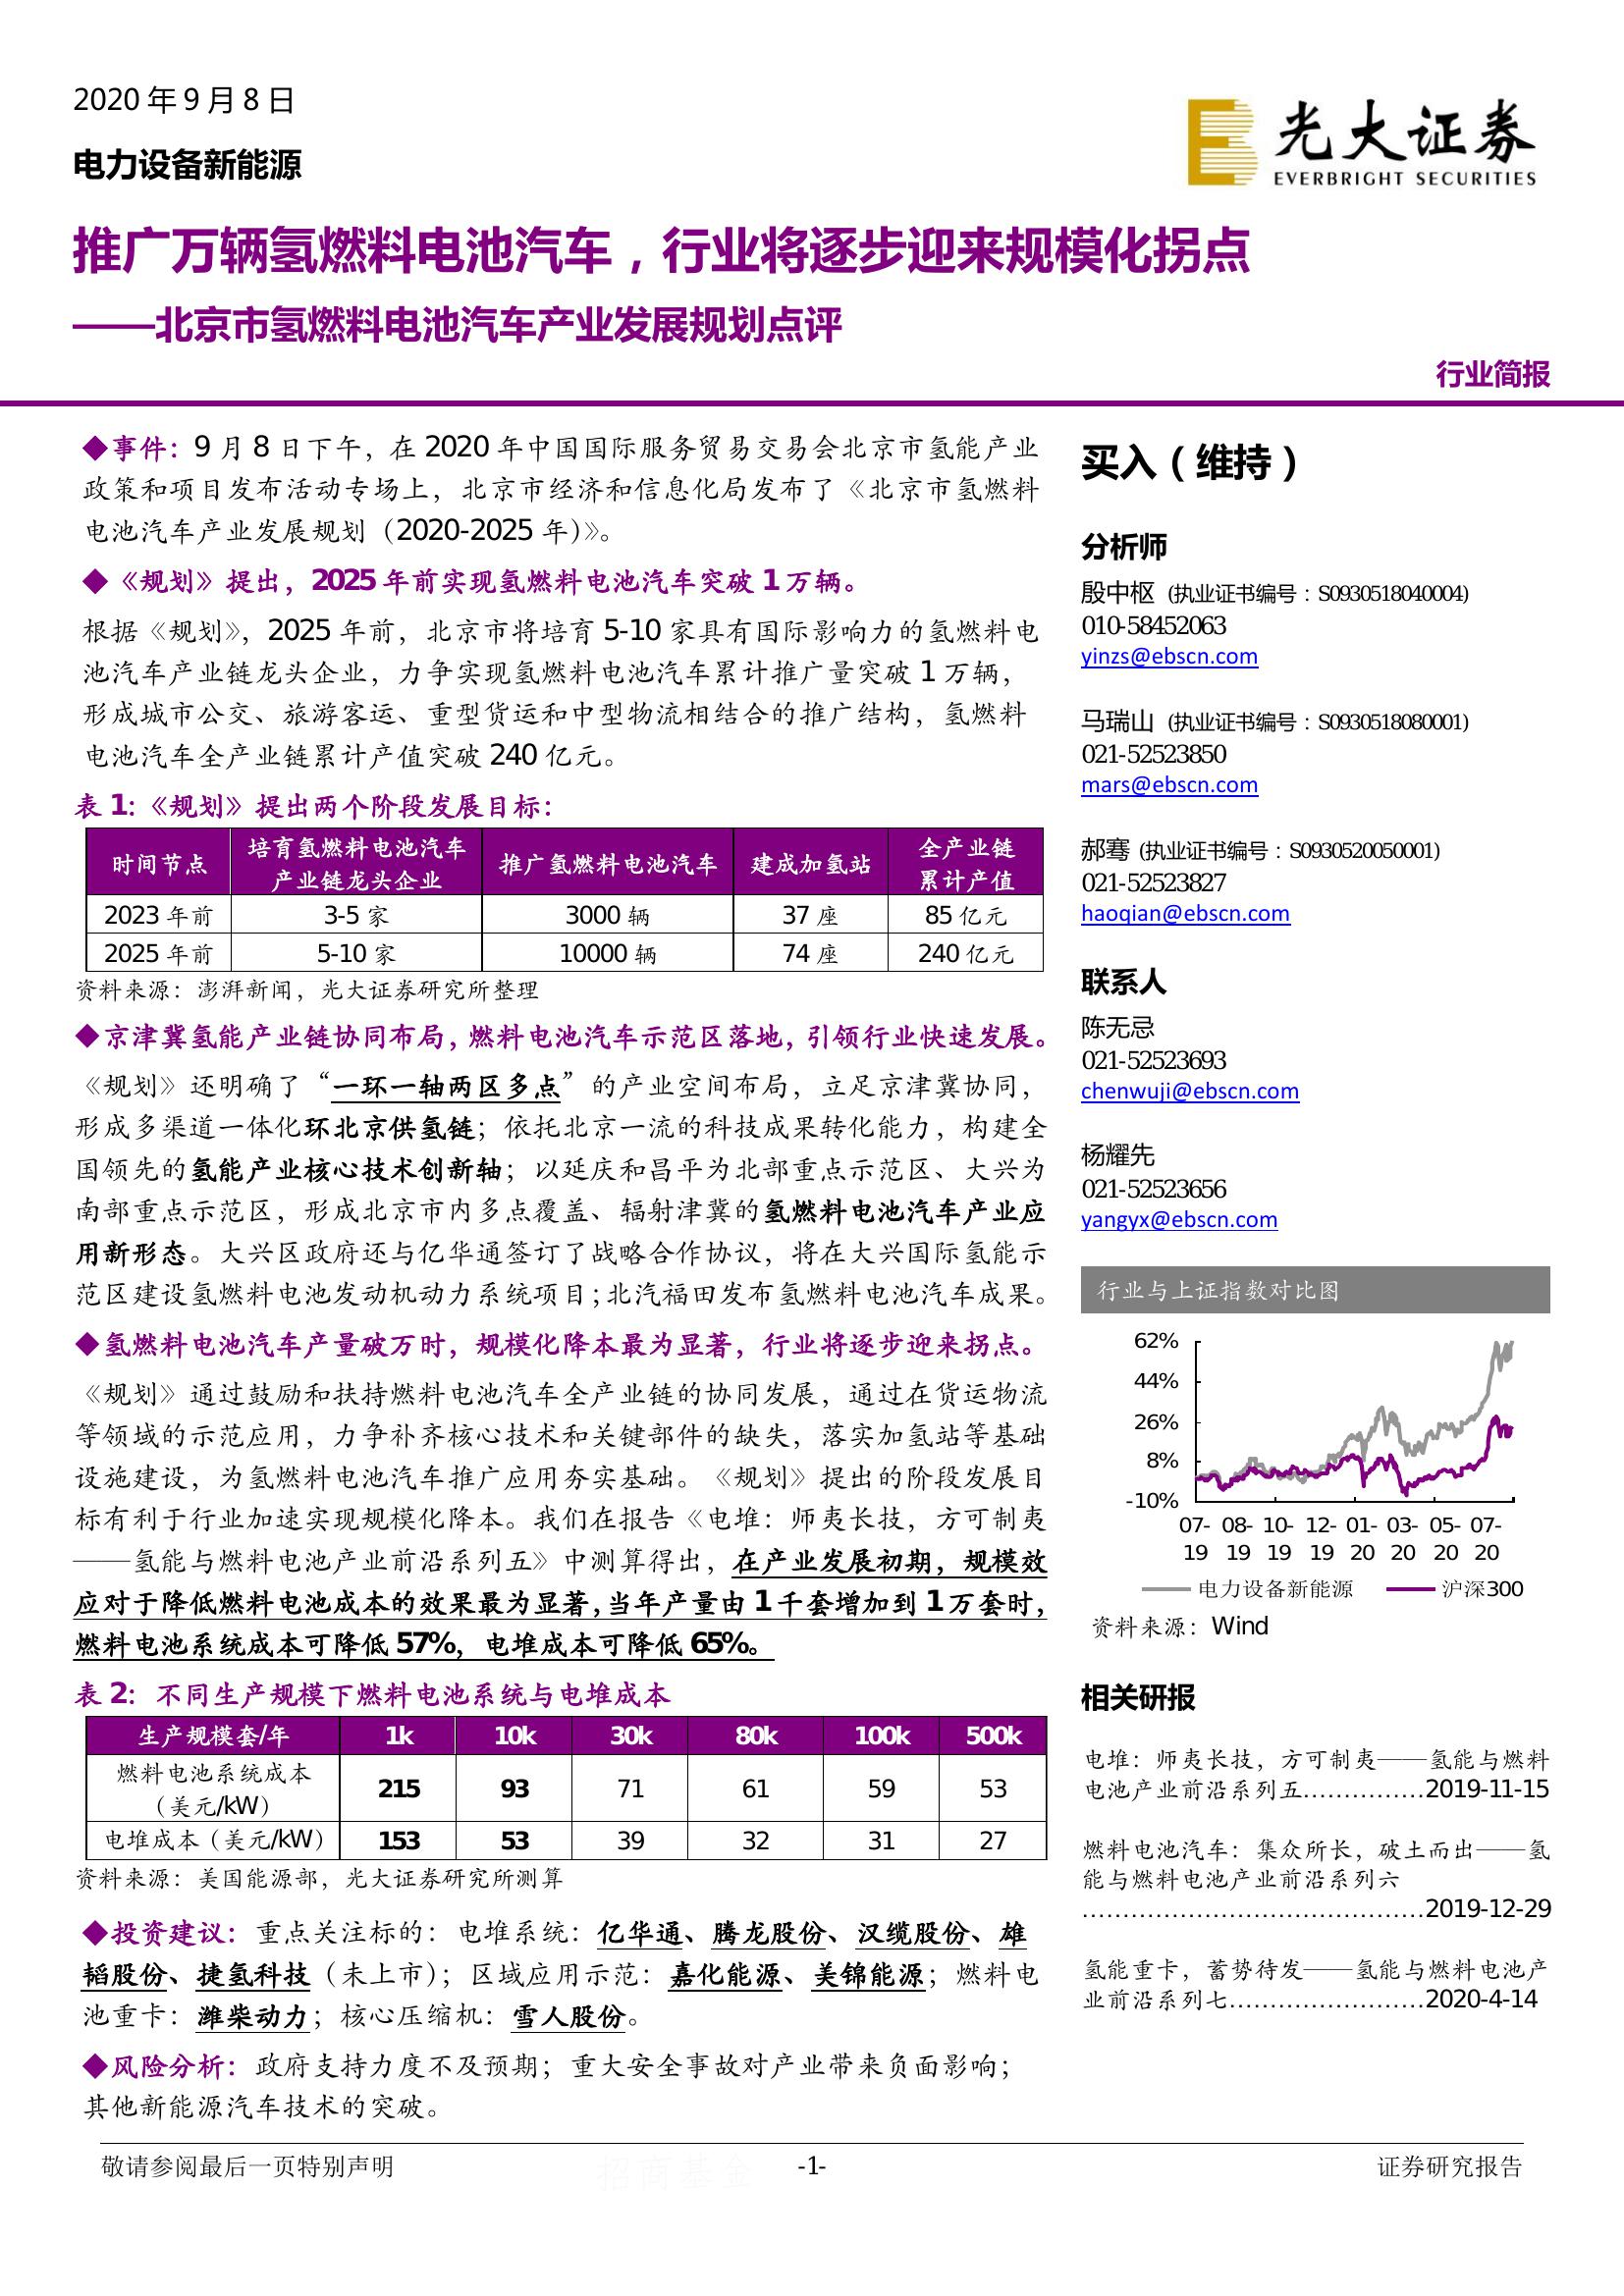 2020 年 9 月 8 日
电力设备新能源
光大证券
EVERBRIGHT SECURITIES
推广万辆氢燃料电池汽车，行业将逐步迎来规模化拐点
——北京市氢燃料电池汽车产业发展规划点评
行业简报
◆事件：9 月 8 日下午，在 2020 年中国国际服务贸易交易会北京市氢能产业
政策和项目发布活动专场上，北京市经济和信息化局发布了《北京市氢燃料
电池汽车产业发展规划（2020-2025 年）》。
◆《规划》提出，2025 年前实现氢燃料电池汽车突破 1 万辆。
根据《规划》，2025 年前，北京市将培育 5-10 家具有国际影响力的氢燃料电
池汽车产业链龙头企业，力争实现氢燃料电池汽车累计推广量突破 1 万辆，
形成城市公交、旅游客运、重型货运和中型物流相结合的推广结构，氢燃料
电池汽车全产业链累计产值突破 240 亿元。
表 1：《规划》提出两个阶段发展目标：
时间节点 培育氢燃料电池汽车产业链龙头企业 推广氢燃料电池汽车 建成加氢站 全产业链累计产值
2023 年前 3-5 家 3000 辆 37 座 85 亿元
2025 年前 5-10 家 10000 辆 74 座 240 亿元
资料来源：澎湃新闻，光大证券研究所整理
◆京津冀氢能产业链协同布局，燃料电池汽车示范区落地，引领行业快速发展。
《规划》还明确了“一环一轴两区多点”的产业空间布局，立足京津冀协同，
形成多渠道一体化环北京供氢链；依托北京一流的科技成果转化能力，构建全
国领先的氢能产业核心技术创新轴；以延庆和昌平为北部重点示范区、大兴为
南部重点示范区，形成北京市内多点覆盖、辐射津冀的氢燃料电池汽车产业应
用新形态。大兴区政府还与亿华通签订了战略合作协议，将在大兴国际氢能示
范区建设氢燃料电池发动机动力系统项目；北汽福田发布氢燃料电池汽车成果。
◆氢燃料电池汽车产量破万时，规模化降本最为显著，行业将逐步迎来拐点。
《规划》通过鼓励和扶持燃料电池汽车全产业链的协同发展，通过在货运物流
等领域的示范应用，力争补齐核心技术和关键部件的缺失，落实加氢站等基础
设施建设，为氢燃料电池汽车推广应用夯实基础。《规划》提出的阶段发展目
标有利于行业加速实现规模化降本。我们在报告《电堆：师夷长技，方可制夷
——氢能与燃料电池产业前沿系列五》中测算得出，在产业发展初期，规模效
应对于降低燃料电池成本的效果最为显著，当年产量由 1 千套增加到 1 万套时，
燃料电池系统成本可降低 57%，电堆成本可降低 65%。
表 2：不同生产规模下燃料电池系统与电堆成本
生产规模套/年 1k 10k 30k 80k 100k 500k
燃料电池系统成本（美元/kW） 215 93 71 61 59 53
电堆成本（美元/kW） 153 53 39 32 31 27
资料来源：美国能源部，光大证券研究所测算
◆投资建议：重点关注标的：电堆系统：亿华通、腾龙股份、汉缆股份、雄
韬股份、捷氢科技（未上市）；区域应用示范：嘉化能源、美锦能源；燃料电
池重卡：潍柴动力；核心压缩机：雪人股份。
◆风险分析：政府支持力度不及预期；重大安全事故对产业带来负面影响；
其他新能源汽车技术的突破。
买入（维持）
分析师
殷中枢 (执业证书编号：S0930518040004)
010-58452063
yinzs@ebscn.com
马瑞山 (执业证书编号：S0930518080001)
021-52523850
mars@ebscn.com
郝骞 (执业证书编号：S0930520050001)
021-52523827
haoqian@ebscn.com
联系人
陈无忌
021-52523693
chenwuji@ebscn.com
杨耀先
021-52523656
yangyx@ebscn.com
行业与上证指数对比图
62%
44%
26%
8%
-10%
07-19 08-19 10-19 12-19 01-20 03-20 05-20 07-20
电力设备新能源 沪深300
资料来源：Wind
相关研报
电堆：师夷长技，方可制夷——氢能与燃料
电池产业前沿系列五……………2019-11-15
燃料电池汽车：集众所长，破土而出——氢
能与燃料电池产业前沿系列六
……………………………………2019-12-29
氢能重卡，蓄势待发——氢能与燃料电池产
业前沿系列七……………………2020-4-14
敬请参阅最后一页特别声明
招商基金
-1-
证券研究报告